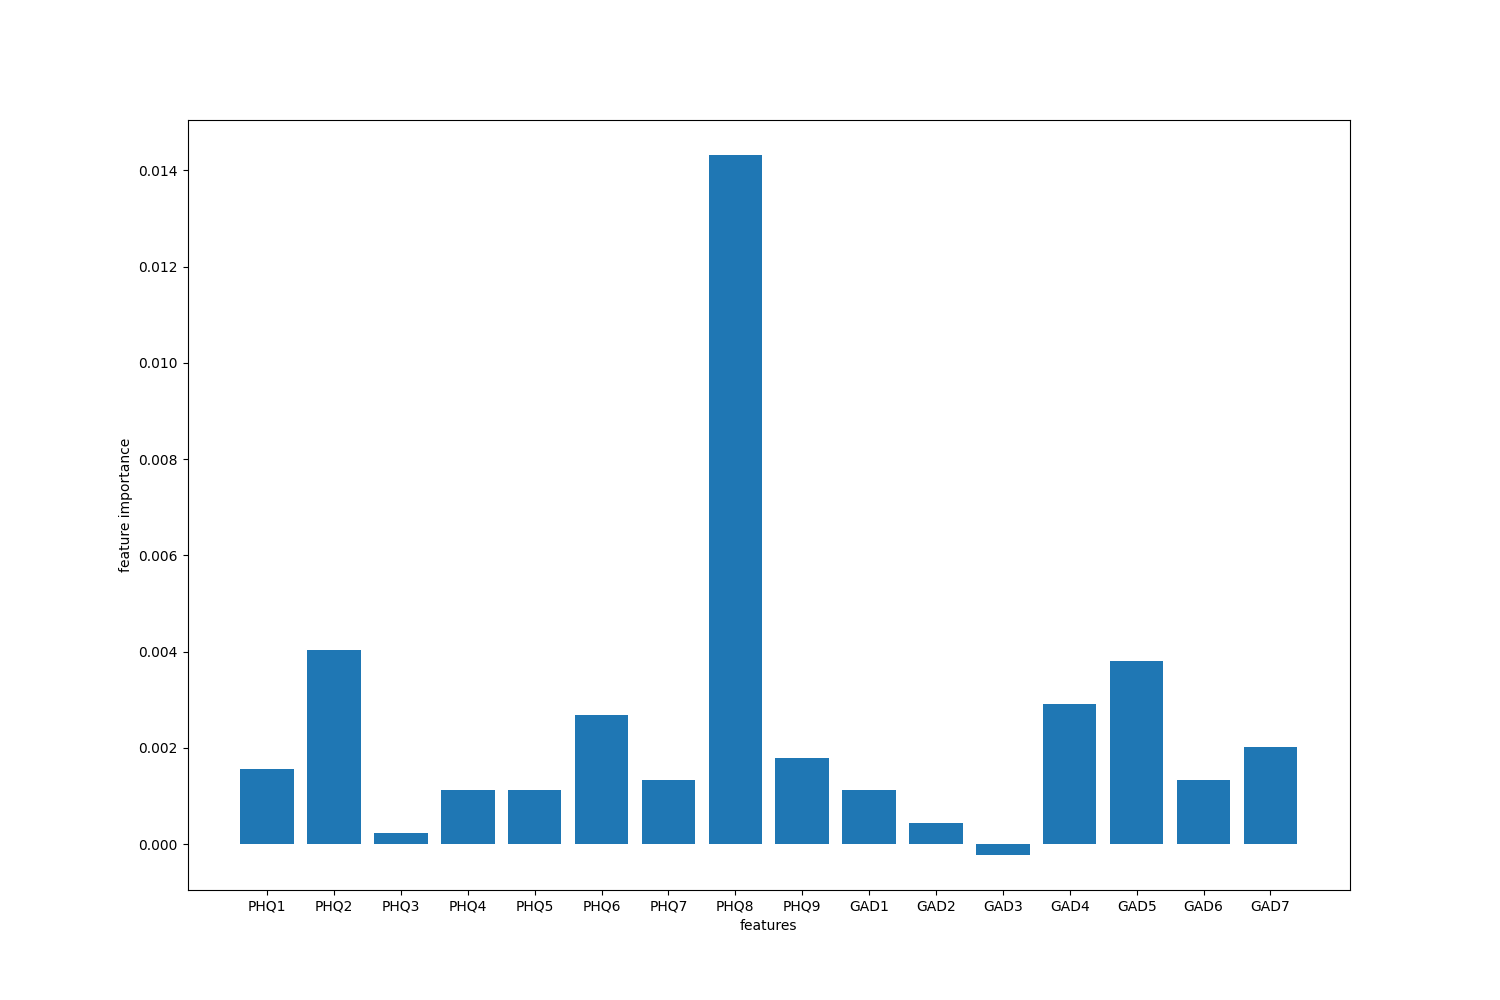 0.014
0.012
0.010
0.008
0.006
0.004
0.002
0.000
feature importance
PHQ1 PHQ2 PHQ3 PHQ4 PHQ5 PHQ6 PHQ7 PHQ8 PHQ9 GAD1 GAD2 GAD3 GAD4 GAD5 GAD6 GAD7
features